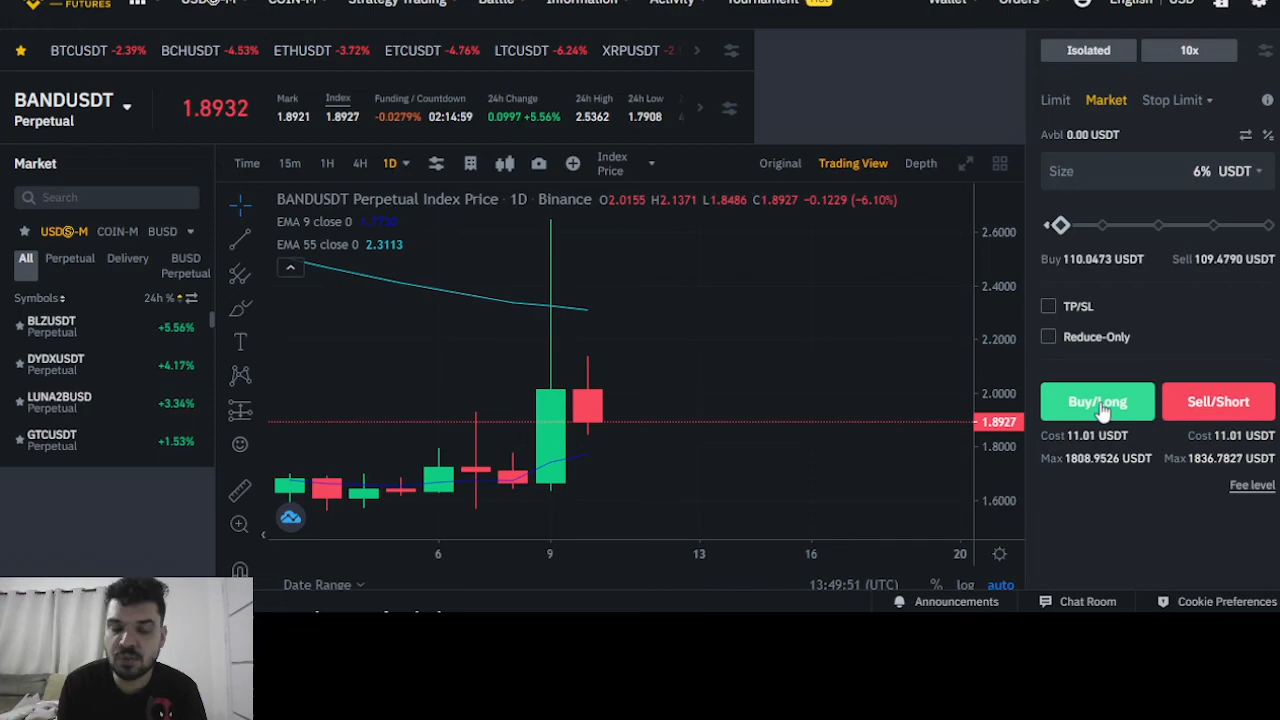 FUTURES USDⓈ-M COIN-M Strategy Trading Battle Information Activity Tournament Hot Wallet Orders English USD
BTCUSDT -2.39% BCHUSDT -4.53% ETHUSDT -3.72% ETCUSDT -4.76% LTCUSDT -6.24% XRPUSDT
Isolated 10x
BANDUSDT
Perpetual
1.8932
Mark
1.8921
Index
1.8927
Funding / Countdown
-0.0279% 02:14:59
24h Change
0.0997 +5.56%
24h High
2.5362
24h Low
1.7908
Limit Market Stop Limit
Avbl 0.00 USDT
Size 6% USDT
Buy 110.0473 USDT Sell 109.4790 USDT
TP/SL
Reduce-Only
Buy/Long Sell/Short
Cost 11.01 USDT Cost 11.01 USDT
Max 1808.9526 USDT Max 1836.7827 USDT
Fee level
Market
Search
USDⓈ-M COIN-M BUSD
All Perpetual Delivery BUSD
Perpetual
Symbols 24h %
BLZUSDT
Perpetual
+5.56%
DYDXUSDT
Perpetual
+4.17%
LUNA2BUSD
Perpetual
+3.34%
GTCUSDT
Perpetual
+1.53%
Time 15m 1H 4H 1D Index
Price Original Trading View Depth
BANDUSDT Perpetual Index Price · 1D · Binance O2.0155 H2.1371 L1.8486 C1.8927 -0.1229 (-6.10%)
EMA 9 close 0
EMA 55 close 0 2.3113
2.6000
2.4000
2.2000
2.0000
1.8927
1.8000
1.6000
6 9 13 16 20
Date Range 13:49:51 (UTC) % log auto
Announcements Chat Room Cookie Preferences